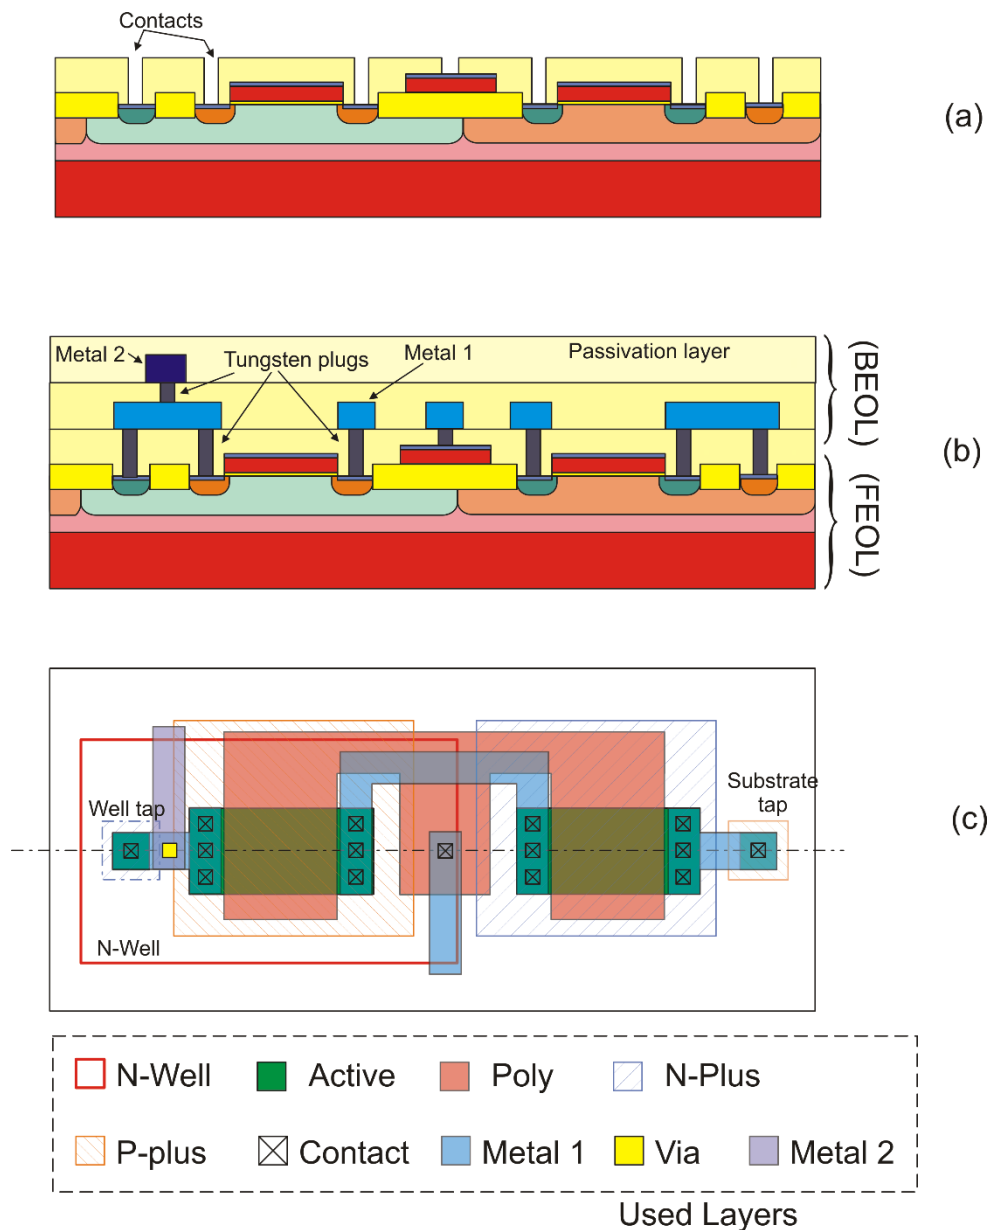 Contacts
(a)
Metal 2
Tungsten plugs
Metal 1
Passivation layer
(BEOL)
(b)
(FEOL)
Well tap
Substrate
tap
(c)
N-Well
N-Well
Active
Poly
N-Plus
P-plus
Contact
Metal 1
Via
Metal 2
Used Layers